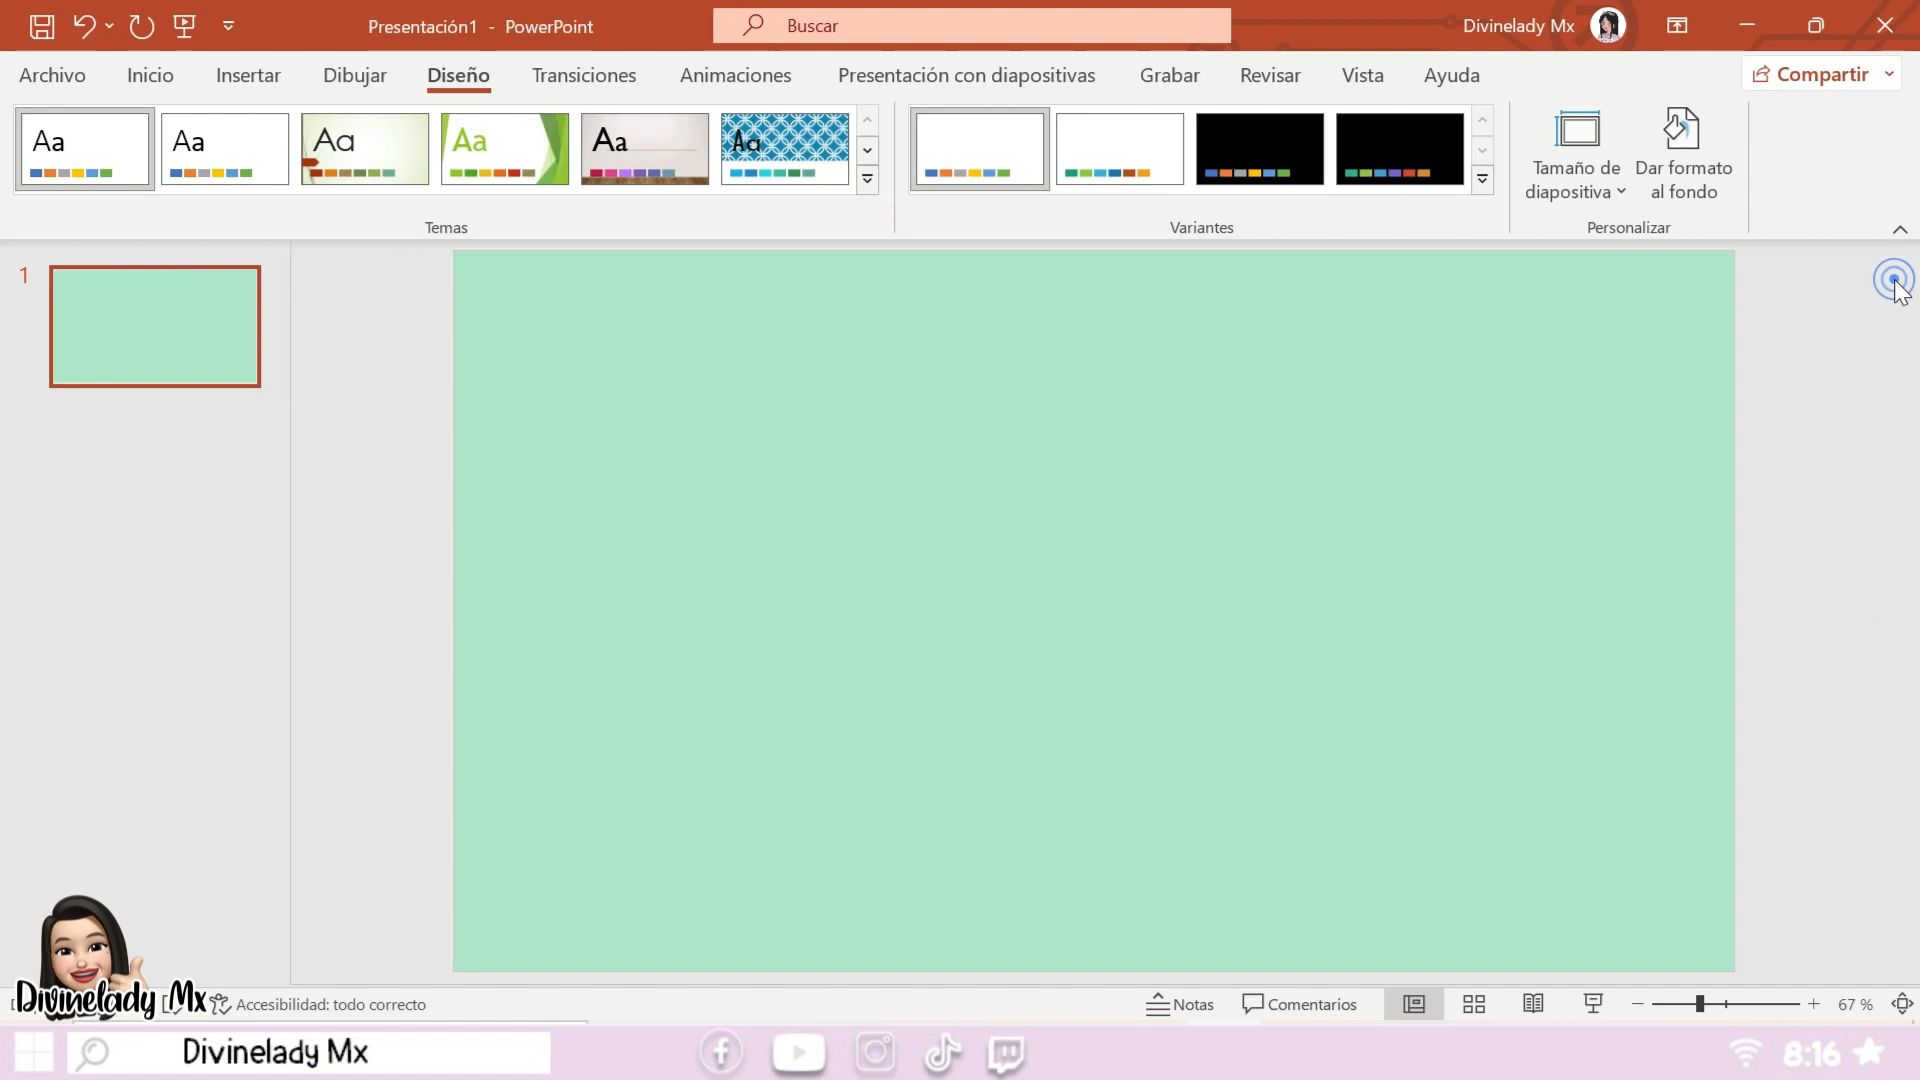 Presentación1 - PowerPoint
Buscar
Divinelady Mx
Archivo
Inicio
Insertar
Dibujar
Diseño
Transiciones
Animaciones
Presentación con diapositivas
Grabar
Revisar
Vista
Ayuda
Compartir
Aa
Aa
Aa
Aa
Aa
Aa
Tamaño de
diapositiva
Dar formato
al fondo
Temas
Variantes
Personalizar
1
Divinelady Mx
Accesibilidad: todo correcto
Notas
Comentarios
67 %
Divinelady Mx
8:16